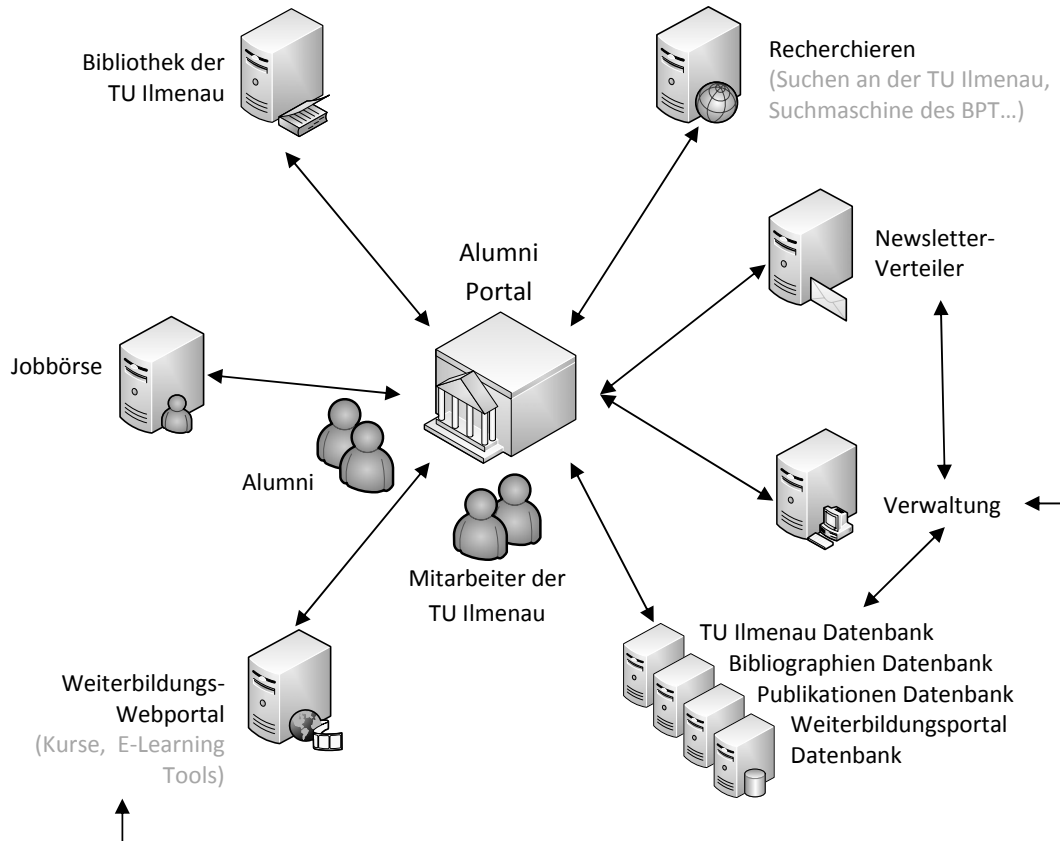 Bibliothek der
TU Ilmenau
Recherchieren
(Suchen an der TU Ilmenau,
Suchmaschine des BPT…)
Alumni
Portal
Newsletter-
Verteiler
Jobbörse
Alumni
Verwaltung
Mitarbeiter der
TU Ilmenau
TU Ilmenau Datenbank
Bibliographien Datenbank
Publikationen Datenbank
Weiterbildungsportal
Datenbank
Weiterbildungs-
Webportal
(Kurse, E-Learning
Tools)